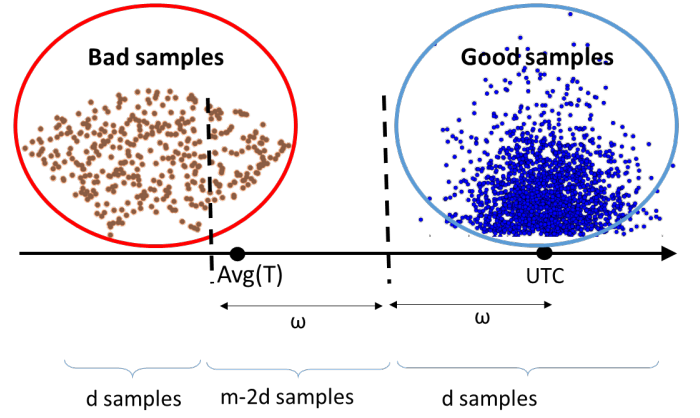 Bad samples
Good samples
Avg(T)
UTC
ω
ω
d samples
m-2d samples
d samples